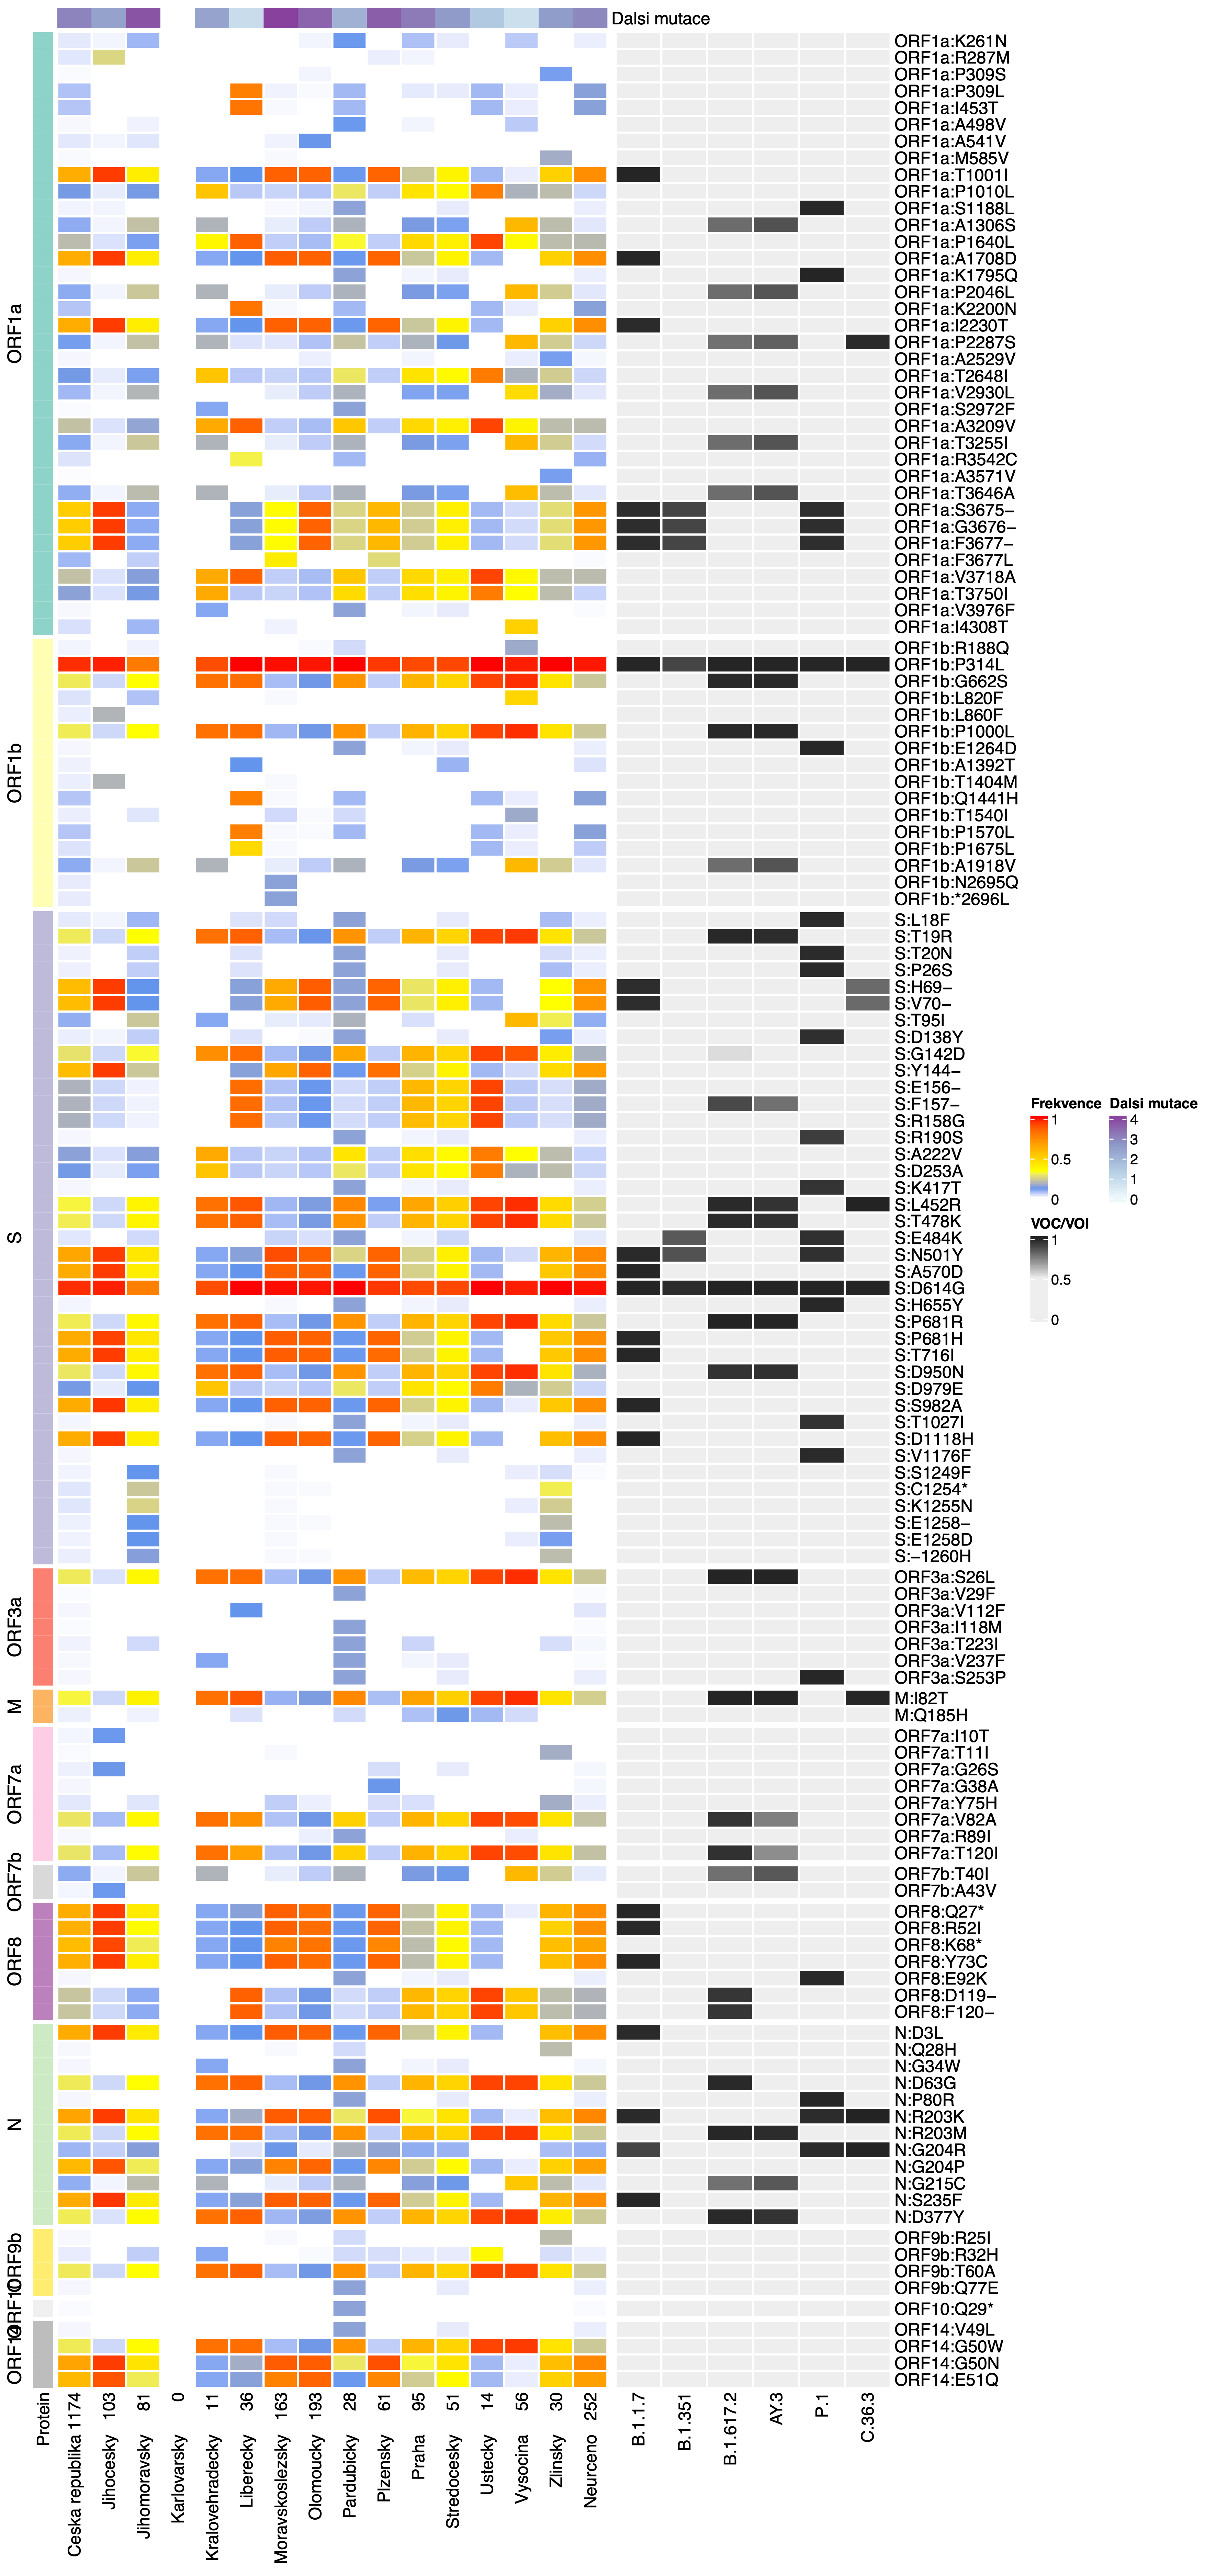 Dalsi mutace
ORF1a
ORF1a:K261N
ORF1a:R287M
ORF1a:P309S
ORF1a:P309L
ORF1a:I453T
ORF1a:A498V
ORF1a:A541V
ORF1a:M585V
ORF1a:T1001I
ORF1a:P1010L
ORF1a:S1188L
ORF1a:A1306S
ORF1a:P1640L
ORF1a:A1708D
ORF1a:K1795Q
ORF1a:P2046L
ORF1a:K2200N
ORF1a:I2230T
ORF1a:P2287S
ORF1a:A2529V
ORF1a:T2648I
ORF1a:V2930L
ORF1a:S2972F
ORF1a:A3209V
ORF1a:T3255I
ORF1a:R3542C
ORF1a:A3571V
ORF1a:T3646A
ORF1a:S3675−
ORF1a:G3676−
ORF1a:F3677−
ORF1a:F3677L
ORF1a:V3718A
ORF1a:T3750I
ORF1a:V3976F
ORF1a:I4308T
ORF1b
ORF1b:R188Q
ORF1b:P314L
ORF1b:G662S
ORF1b:L820F
ORF1b:L860F
ORF1b:P1000L
ORF1b:E1264D
ORF1b:A1392T
ORF1b:T1404M
ORF1b:Q1441H
ORF1b:T1540I
ORF1b:P1570L
ORF1b:P1675L
ORF1b:A1918V
ORF1b:N2695Q
ORF1b:*2696L
S
S:L18F
S:T19R
S:T20N
S:P26S
S:H69−
S:V70−
S:T95I
S:D138Y
S:G142D
S:Y144−
S:E156−
S:F157−
S:R158G
S:R190S
S:A222V
S:D253A
S:K417T
S:L452R
S:T478K
S:E484K
S:N501Y
S:A570D
S:D614G
S:H655Y
S:P681R
S:P681H
S:T716I
S:D950N
S:D979E
S:S982A
S:T1027I
S:D1118H
S:V1176F
S:S1249F
S:C1254*
S:K1255N
S:E1258−
S:E1258D
S:−1260H
ORF3a
ORF3a:S26L
ORF3a:V29F
ORF3a:V112F
ORF3a:I118M
ORF3a:T223I
ORF3a:V237F
ORF3a:S253P
M
M:I82T
M:Q185H
ORF7a
ORF7a:I10T
ORF7a:T11I
ORF7a:G26S
ORF7a:G38A
ORF7a:Y75H
ORF7a:V82A
ORF7a:R89I
ORF7a:T120I
ORF7b
ORF7b:T40I
ORF7b:A43V
ORF8
ORF8:Q27*
ORF8:R52I
ORF8:K68*
ORF8:Y73C
ORF8:E92K
ORF8:D119−
ORF8:F120−
N
N:D3L
N:Q28H
N:G34W
N:D63G
N:P80R
N:R203K
N:R203M
N:G204R
N:G204P
N:G215C
N:S235F
N:D377Y
ORF9b
ORF9b:R25I
ORF9b:R32H
ORF9b:T60A
ORF9b:Q77E
ORF10
ORF10:Q29*
ORF14
ORF14:V49L
ORF14:G50W
ORF14:G50N
ORF14:E51Q
Protein
Ceska republika 1174
Jihocesky 103
Jihomoravsky 81
Karlovarsky 0
Kralovehradecky 11
Liberecky 36
Moravskoslezsky 163
Olomoucky 193
Pardubicky 28
Plzensky 61
Praha 95
Stredocesky 51
Ustecky 14
Vysocina 56
Zlinsky 30
Neurceno 252
B.1.1.7
B.1.351
B.1.617.2
AY.3
P.1
C.36.3
Frekvence
1
0.5
0
Dalsi mutace
4
3
2
1
0
VOC/VOI
1
0.5
0